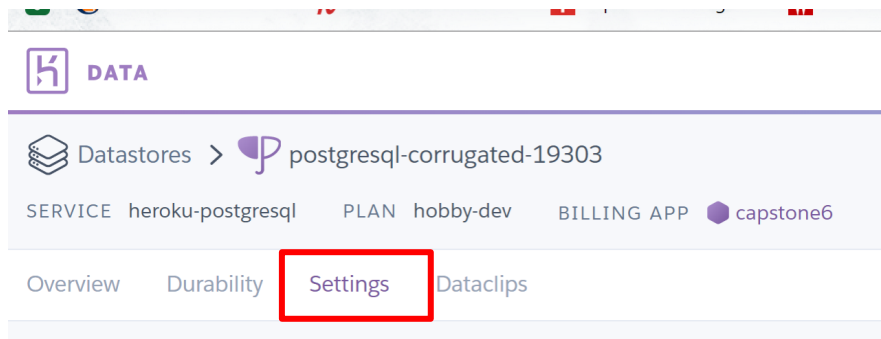 DATA
Datastores > postgresql-corrugated-19303
SERVICE heroku-postgresql PLAN hobby-dev BILLING APP capstone6
Overview Durability Settings Dataclips